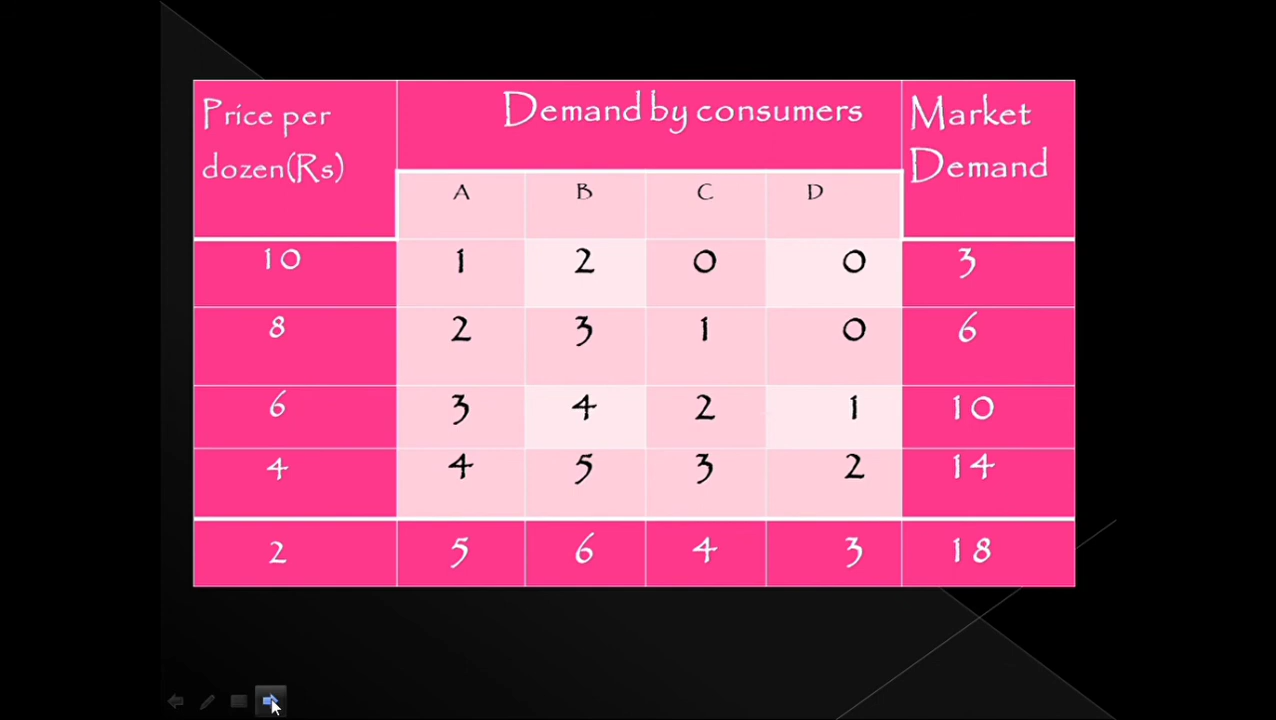 Price per dozen(Rs) Demand by consumers Market Demand
A B C D
10 1 2 0 0 3
8 2 3 1 0 6
6 3 4 2 1 10
4 4 5 3 2 14
2 5 6 4 3 18